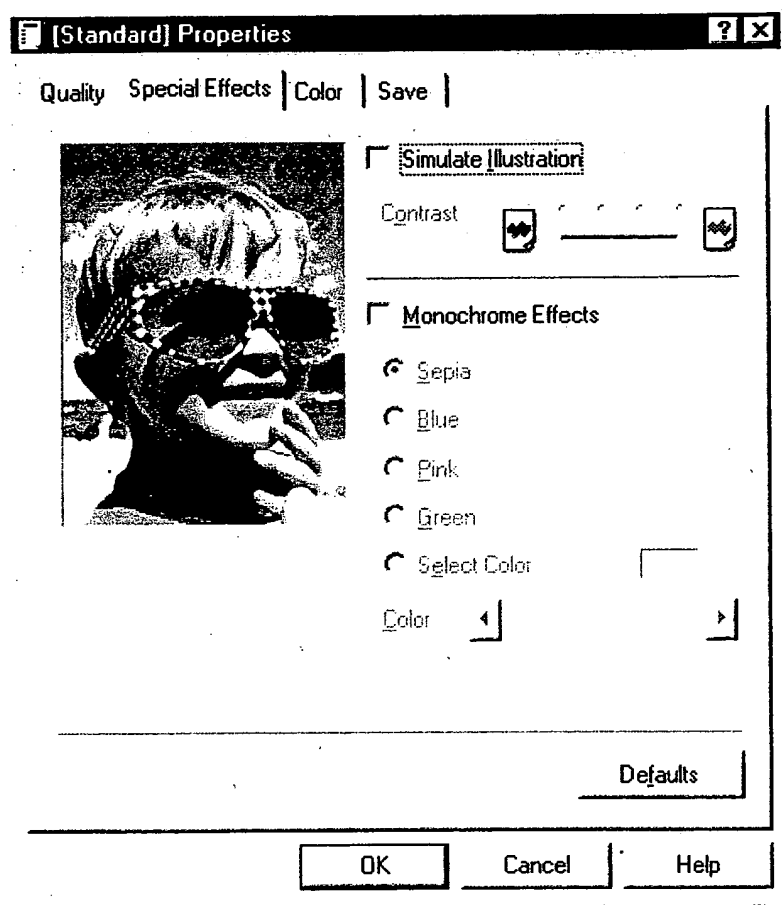 [Standard] Properties
Quality Special Effects Color Save
Simulate Illustration
Contrast
Monochrome Effects
Sepia
Blue
Pink
Green
Select Color
Color
Defaults
OK Cancel Help